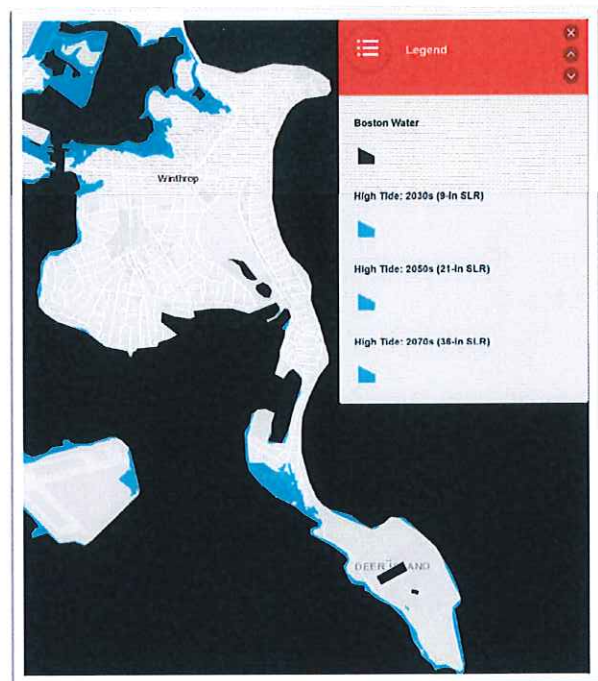 Legend
Boston Water
Winthrop
High Tide: 2030s (9-in SLR)
High Tide: 2050s (21-in SLR)
High Tide: 2070s (36-in SLR)